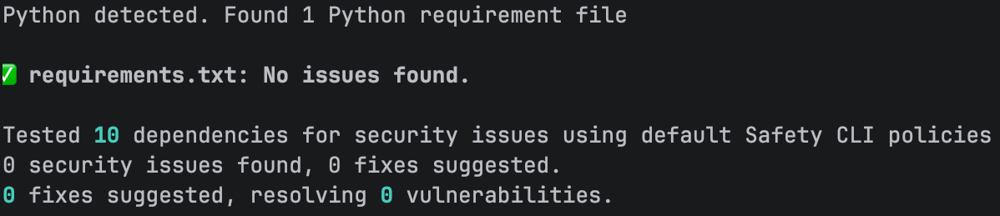 Python detected. Found 1 Python requirement file
✅ requirements.txt: No issues found.
Tested 10 dependencies for security issues using default Safety CLI policies
0 security issues found, 0 fixes suggested.
0 fixes suggested, resolving 0 vulnerabilities.